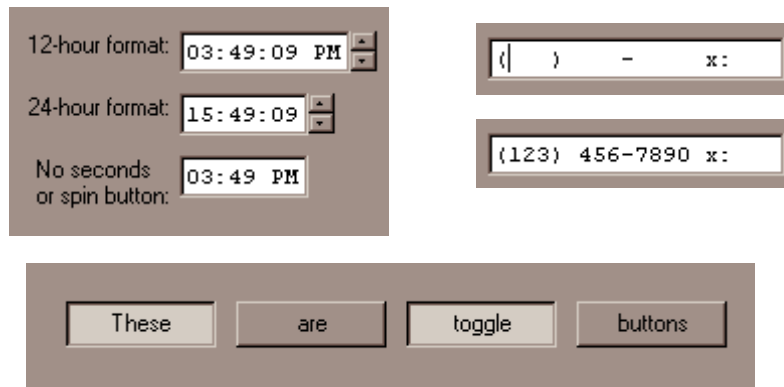 12-hour format: 03:49:09 PM
24-hour format: 15:49:09
No seconds
or spin button: 03:49 PM
(   )   -   x:
(123) 456-7890 x:
These are toggle buttons